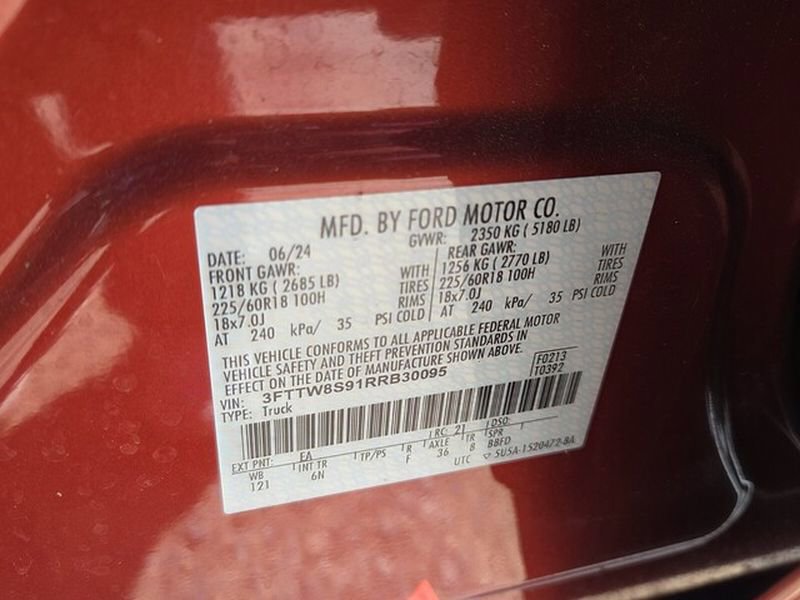 MFD. BY FORD MOTOR CO.
DATE: 06/24 GVWR: 2350 KG ( 5180 LB)
FRONT GAWR: REAR GAWR:
1218 KG ( 2685 LB) WITH 1256 KG ( 2770 LB) WITH
225/60R18 100H TIRES 225/60R18 100H TIRES
18x7.0J RIMS 18x7.0J RIMS
AT 240 kPa/ 35 PSI COLD AT 240 kPa/ 35 PSI COLD
THIS VEHICLE CONFORMS TO ALL APPLICABLE FEDERAL MOTOR
VEHICLE SAFETY AND THEFT PREVENTION STANDARDS IN
EFFECT ON THE DATE OF MANUFACTURE SHOWN ABOVE.
F0213
T0392
VIN: 3FTTW8S91RRB30095
TYPE: Truck
EXT PNT: EA RC: 21 DSO:
WB INT TR TP/PS R AXLE TR SPR
121 6N F 36 8 BBFD
UTC ▽ 5U5A-1520472-BA